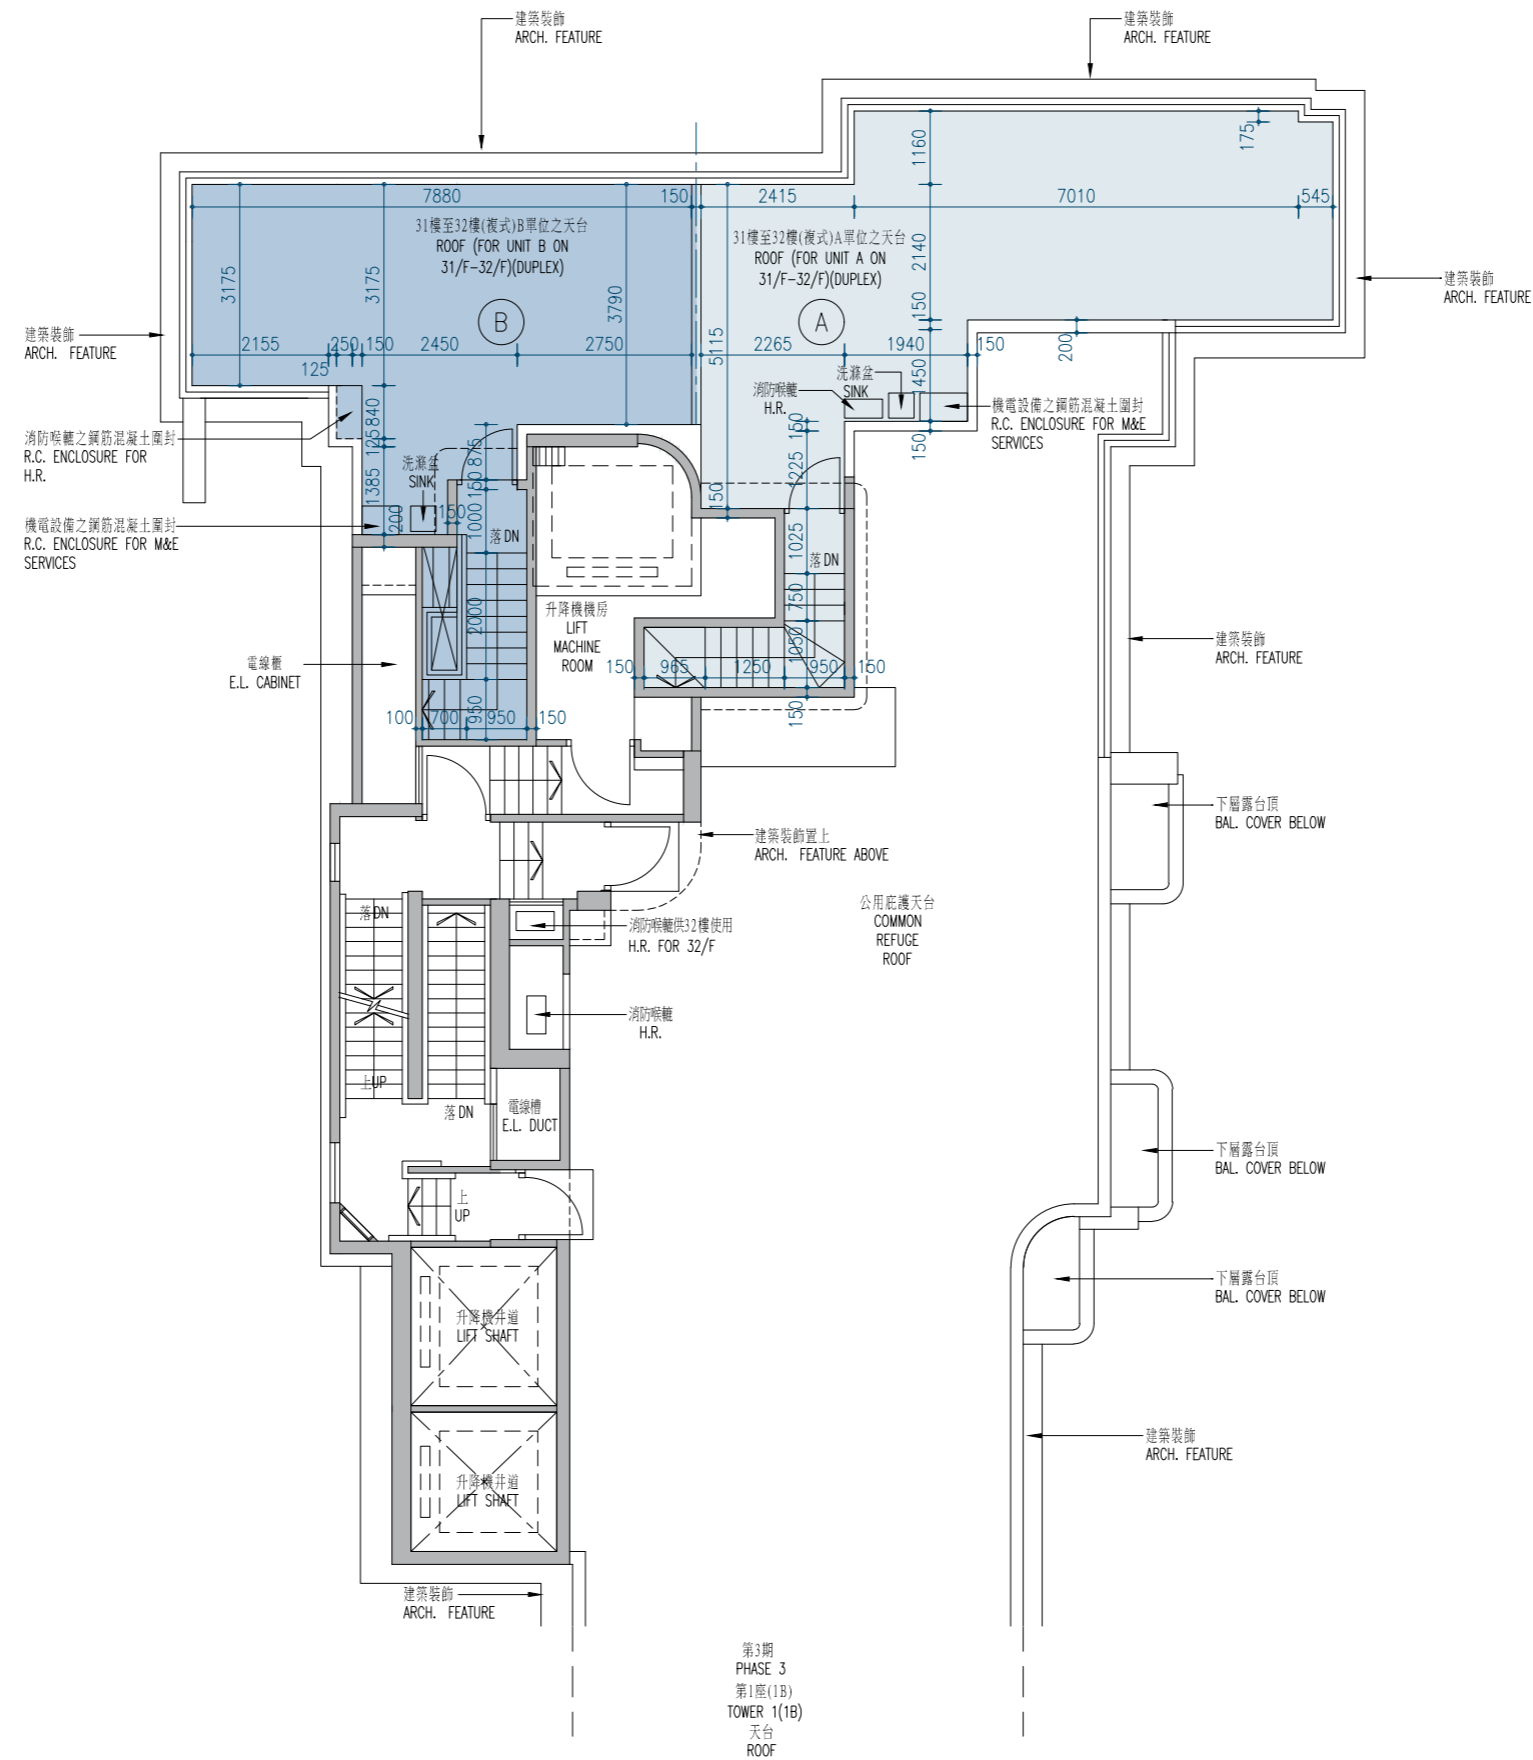 建築裝飾
ARCH. FEATURE
建築裝飾
ARCH. FEATURE
175
1160
7880
150
2415
7010
545
31樓至32樓(複式)B單位之天台
ROOF (FOR UNIT B ON
31/F-32/F)(DUPLEX)
31樓至32樓(複式)A單位之天台
ROOF (FOR UNIT A ON
31/F-32/F)(DUPLEX)
2140
3175
3175
3790
150
建築裝飾
ARCH. FEATURE
B
A
建築裝飾
ARCH. FEATURE
5115
200
2155
250
150
2450
2750
2265
1940
150
125
洗滌盆
SINK
消防喉轆
H.R.
1450
機電設備之鋼筋混凝土圍封
R.C. ENCLOSURE FOR M&E
SERVICES
840
消防喉轆之鋼筋混凝土圍封
R.C. ENCLOSURE FOR
H.R.
125
875
150
150
洗滌盆
SINK
1385
150
1225
150
機電設備之鋼筋混凝土圍封
R.C. ENCLOSURE FOR M&E
SERVICES
200
150
1000
落DN
1025
落DN
2000
升降機機房
LIFT
MACHINE
ROOM
750
1050
建築裝飾
ARCH. FEATURE
電線櫃
E.L. CABINET
150
965
1250
950
150
950
150
100
700
950
150
下層露台頂
BAL. COVER BELOW
建築裝飾置上
ARCH. FEATURE ABOVE
落DN
消防喉轆供32樓使用
H.R. FOR 32/F
公用庇護天台
COMMON
REFUGE
ROOF
消防喉轆
H.R.
上UP
落DN
電線槽
E.L. DUCT
下層露台頂
BAL. COVER BELOW
上
UP
下層露台頂
BAL. COVER BELOW
升降機井道
LIFT SHAFT
建築裝飾
ARCH. FEATURE
升降機井道
LIFT SHAFT
建築裝飾
ARCH. FEATURE
第3期
PHASE 3
第1座(1B)
TOWER 1(1B)
天台
ROOF